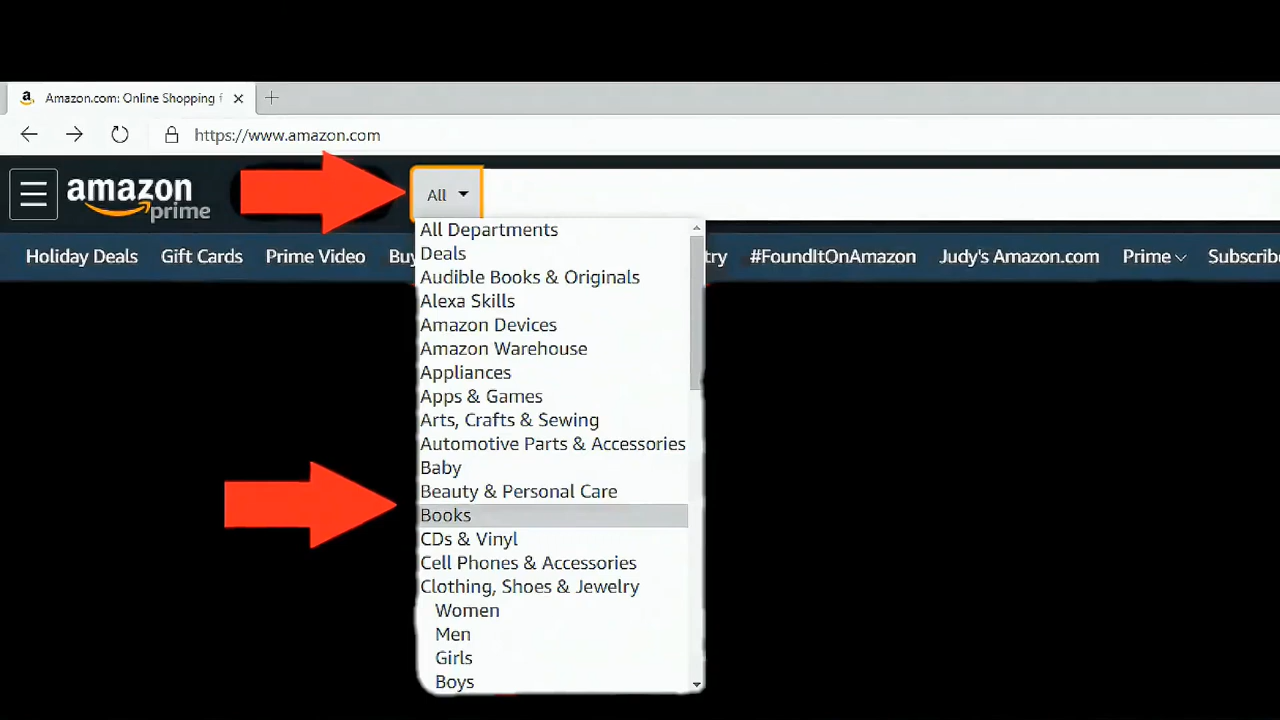 Amazon.com: Online Shopping f
https://www.amazon.com
amazon
prime
All
Holiday Deals Gift Cards Prime Video Buy try #FoundItOnAmazon Judy's Amazon.com Prime Subscribe
All Departments
Deals
Audible Books & Originals
Alexa Skills
Amazon Devices
Amazon Warehouse
Appliances
Apps & Games
Arts, Crafts & Sewing
Automotive Parts & Accessories
Baby
Beauty & Personal Care
Books
CDs & Vinyl
Cell Phones & Accessories
Clothing, Shoes & Jewelry
Women
Men
Girls
Boys